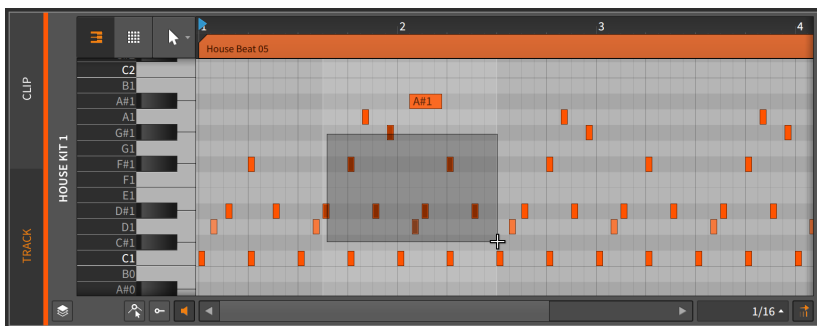 1 2 3 4
House Beat 05
CLIP
TRACK
HOUSE KIT 1
C2
B1
A#1
A#1
A1
G#1
G1
F#1
F1
E1
D#1
D1
C#1
C1
B0
A#0
1/16